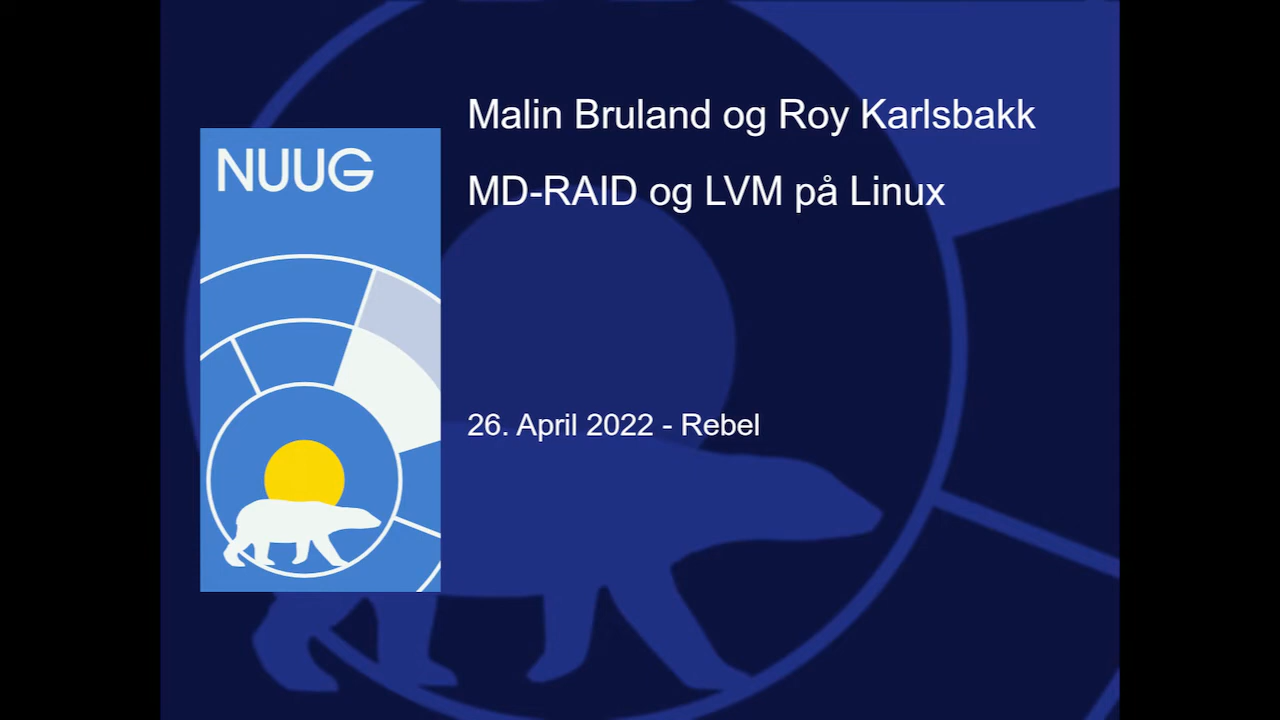 Malin Bruland og Roy Karlsbakk
NUUG
MD-RAID og LVM på Linux
26. April 2022 - Rebel